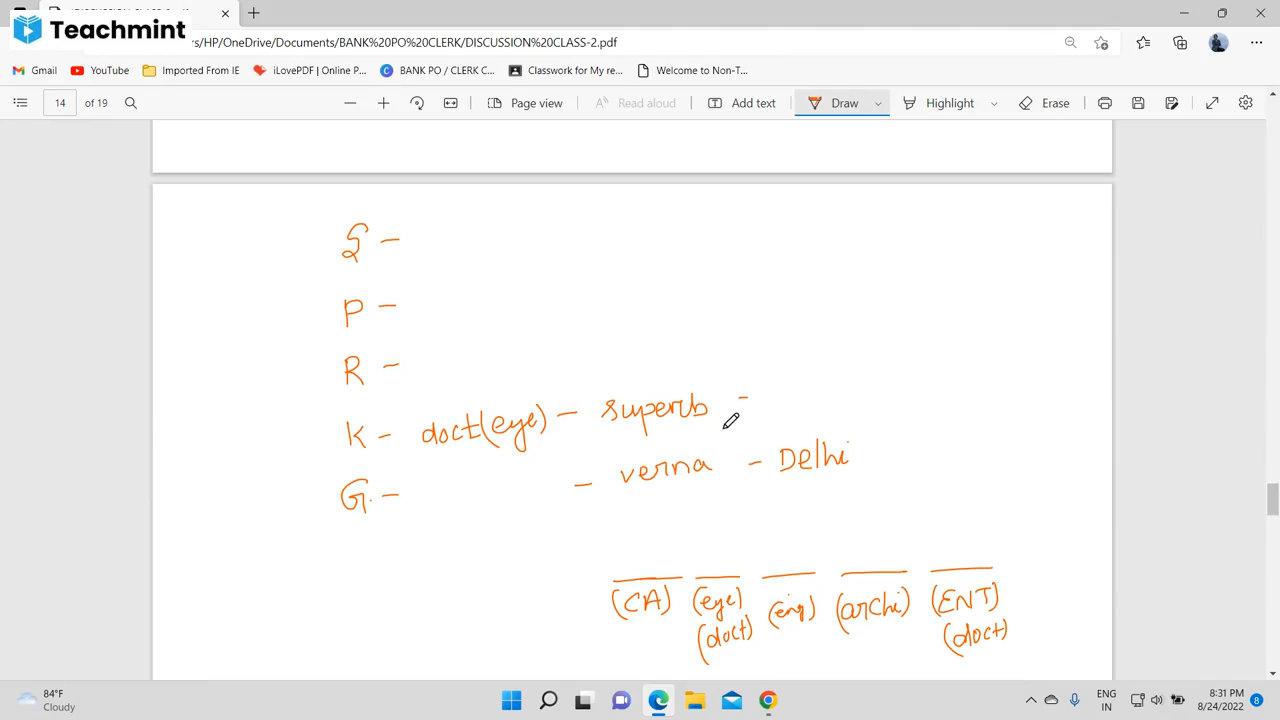 Teachmint
rs/HP/OneDrive/Documents/BANK%20PO%20CLERK/DISCUSSION%20CLASS-2.pdf
Gmail YouTube Imported From IE iLovePDF | Online P... BANK PO / CLERK C... Classwork for My re... Welcome to Non-T...
14 of 19 Page view Read aloud Add text Draw Highlight Erase
P -
R -
K - doct(eye) - superb -
G - - verna - Delhi
(CA) (eye) (eng) (archi) (ENT)
(doct) (doct)
84°F
Cloudy
ENG
IN
8:31 PM
8/24/2022
8